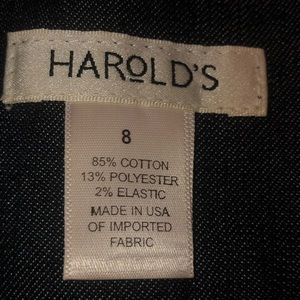 HAROLD'S
8
85% COTTON
13% POLYESTER
2% ELASTIC
MADE IN USA
OF IMPORTED
FABRIC